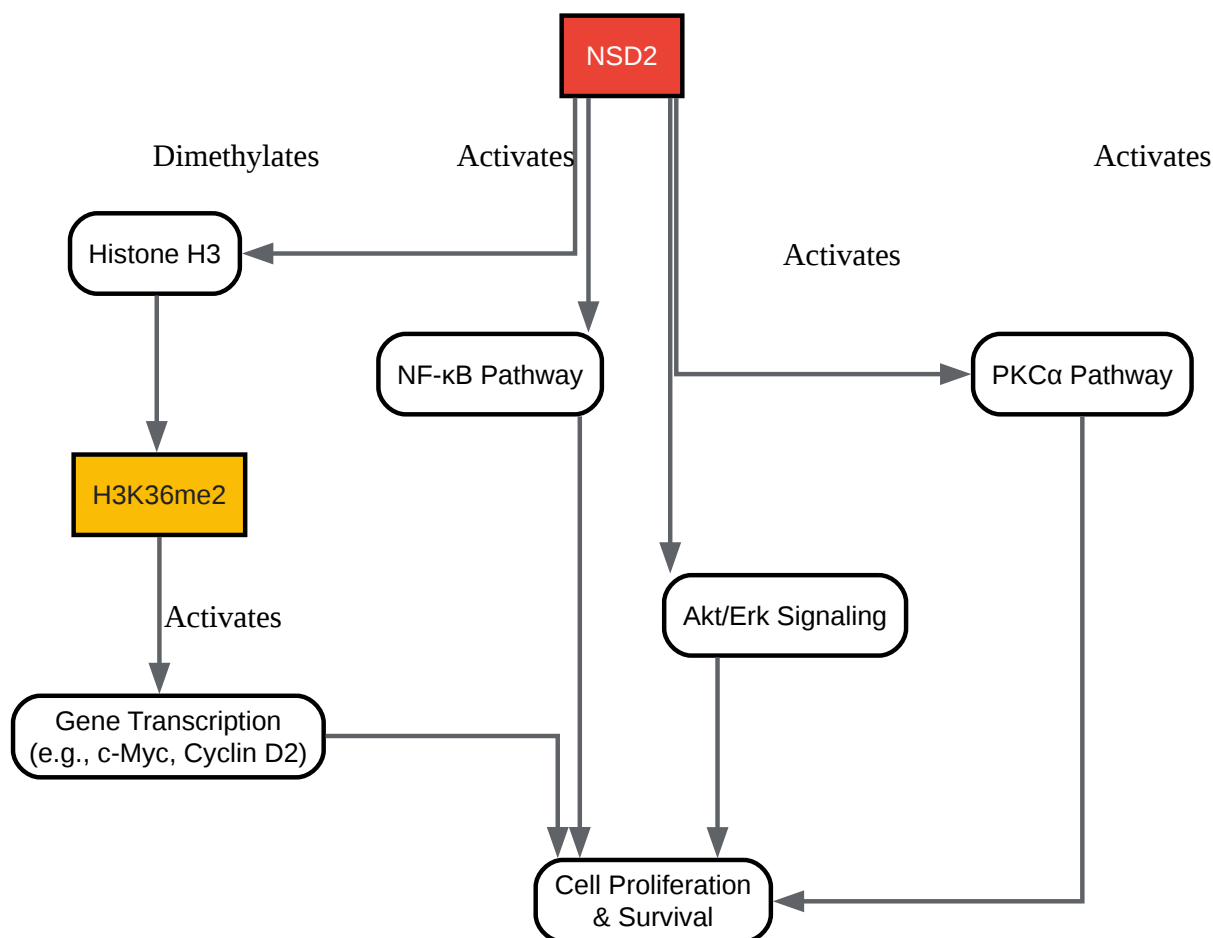 NSD2
Dimethylates
Activates
Activates
Histone H3
Activates
NF-κB Pathway
PKCα Pathway
H3K36me2
Activates
Akt/Erk Signaling
Gene Transcription
(e.g., c-Myc, Cyclin D2)
Cell Proliferation
& Survival